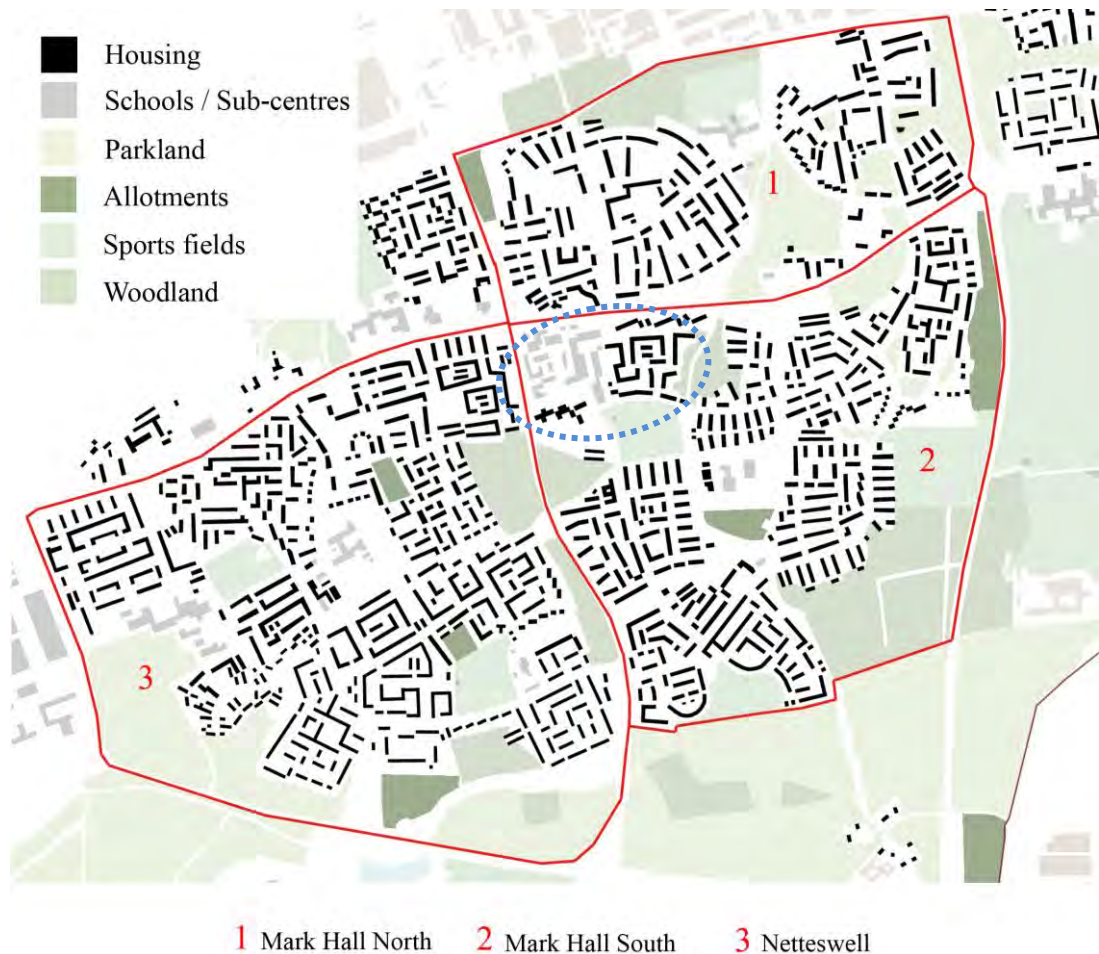 Housing
Schools / Sub-centres
Parkland
Allotments
Sports fields
Woodland
1
2
3
1 Mark Hall North 2 Mark Hall South 3 Netteswell